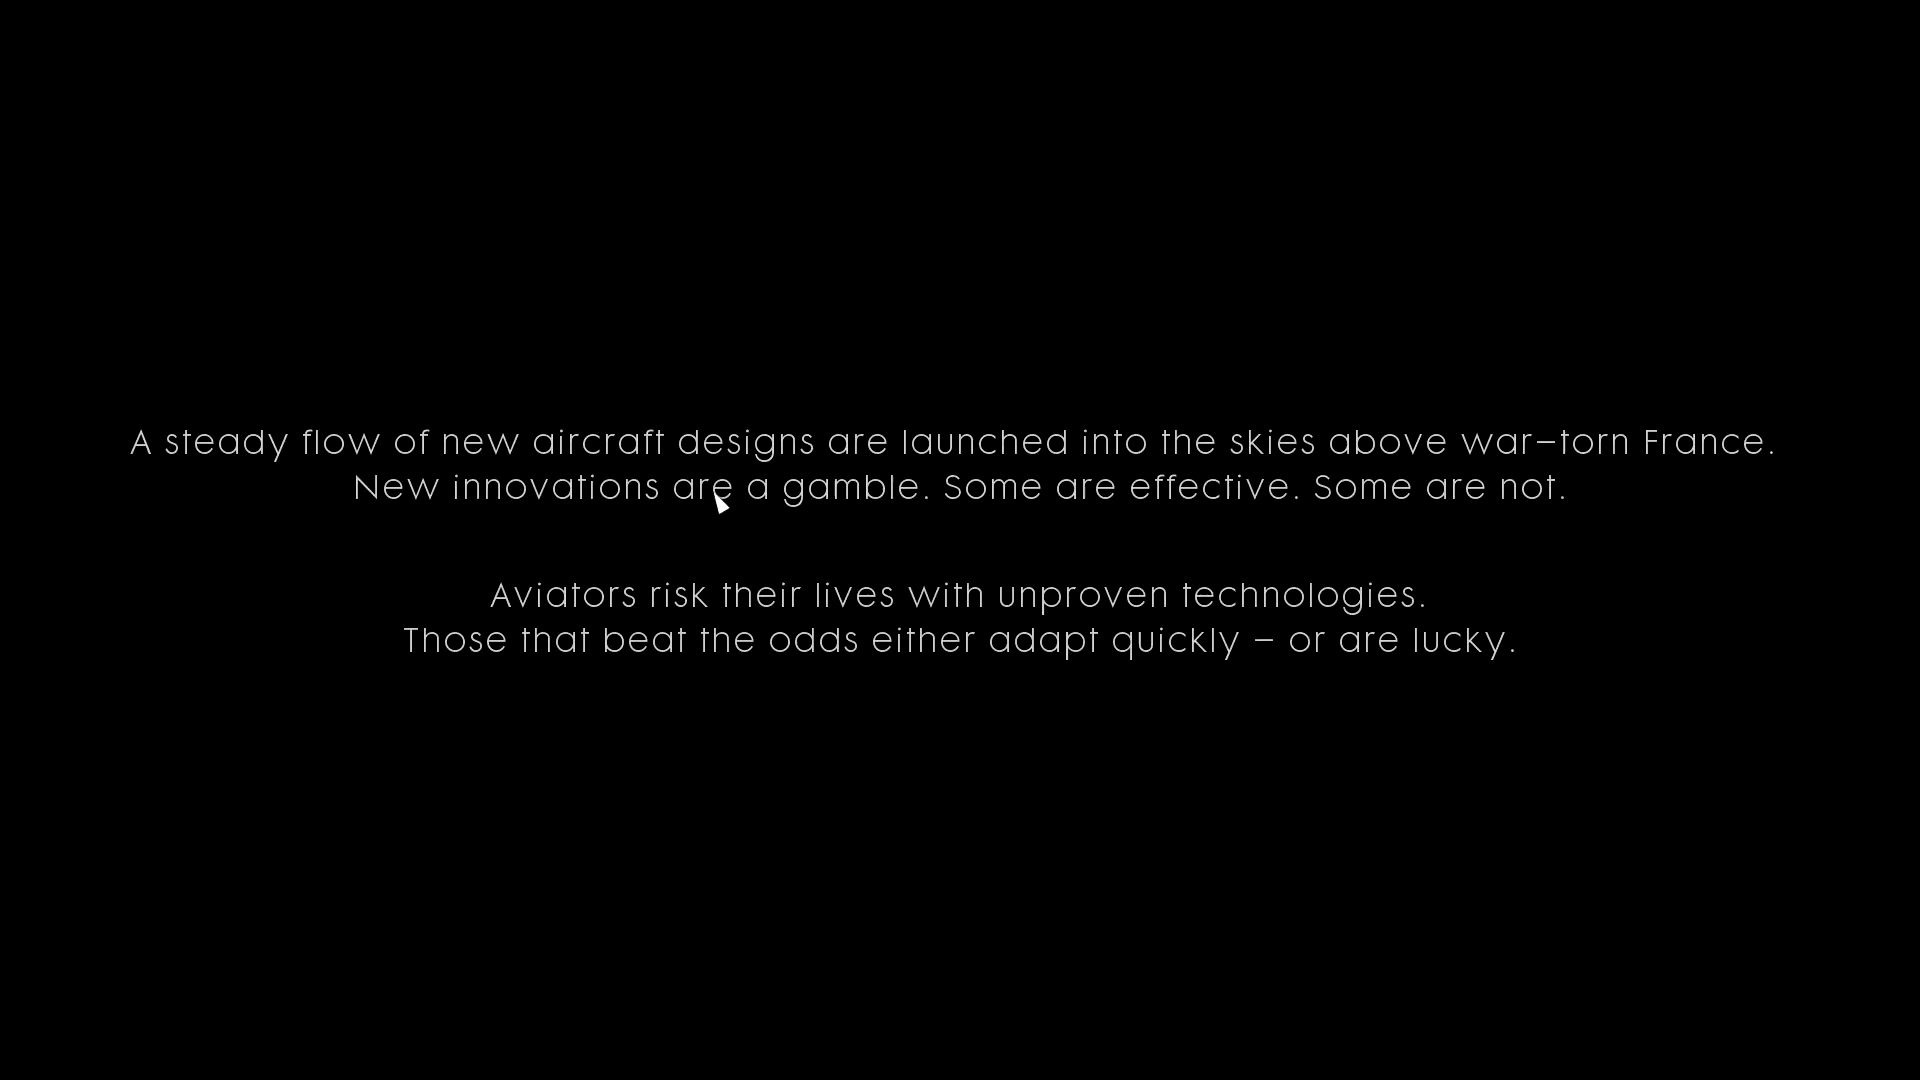 A steady flow of new aircraft designs are launched into the skies above war–torn France.
New innovations are a gamble. Some are effective. Some are not.
Aviators risk their lives with unproven technologies.
Those that beat the odds either adapt quickly – or are lucky.